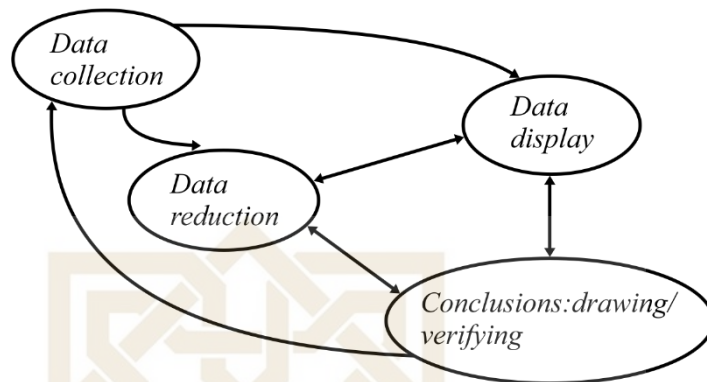 Data
collection
Data
display
Data
reduction
Conclusions:drawing/
verifying